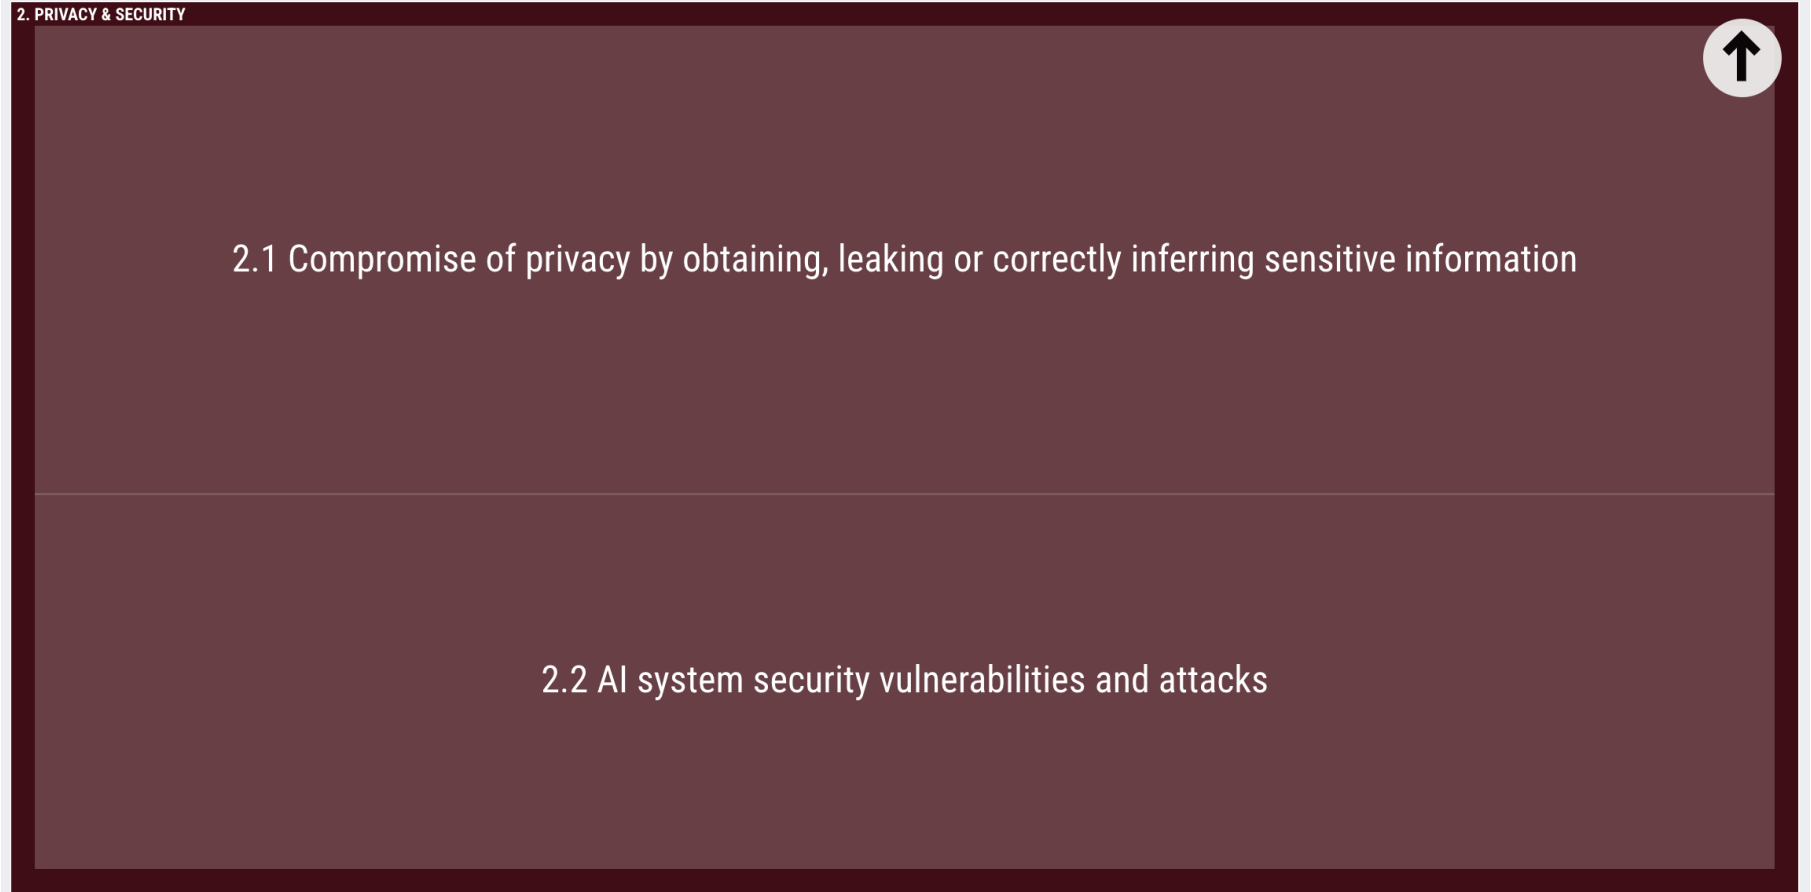 2. PRIVACY & SECURITY
2.1 Compromise of privacy by obtaining, leaking or correctly inferring sensitive information
2.2 AI system security vulnerabilities and attacks